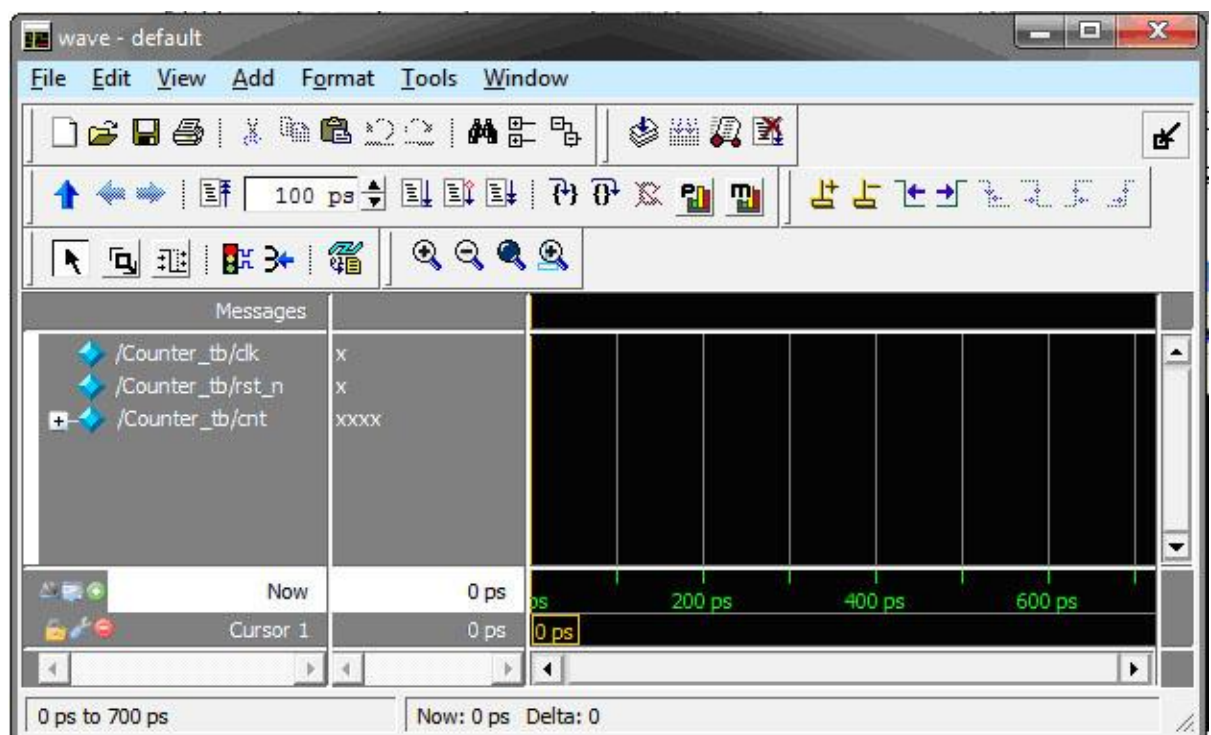 wave - default
File Edit View Add Format Tools Window
100 ps
Messages
/Counter_tb/clk x
/Counter_tb/rst_n x
/Counter_tb/cnt xxxx
Now 0 ps ps 200 ps 400 ps 600 ps
Cursor 1 0 ps 0 ps
0 ps to 700 ps Now: 0 ps Delta: 0